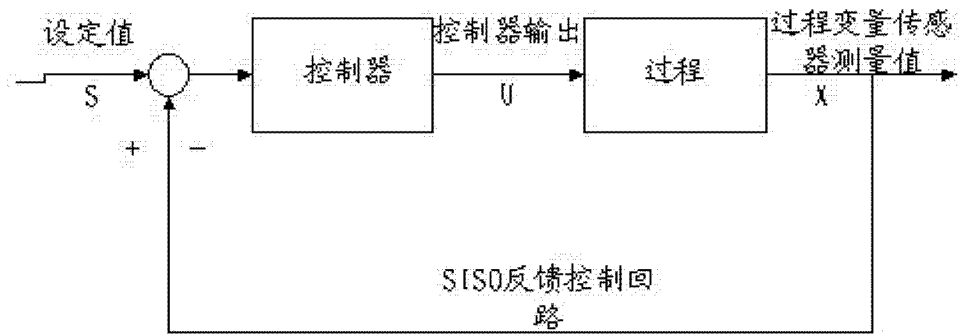 设定值
S
+
-
控制器
控制器输出
U
过程
过程变量传感
器测量值
X
SISO反馈控制回
路